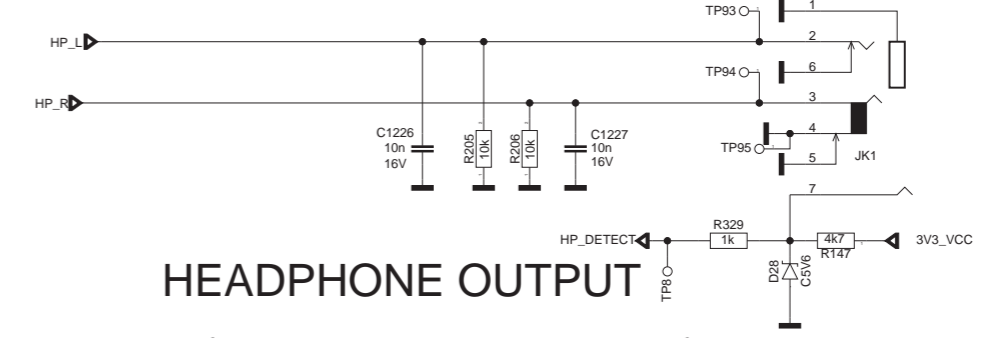 TP93
1
HP_L
2
TP94
6
HP_R
3
C1226
10n
16V
R205
10k
R206
10k
C1227
10n
16V
TP95
4
5
JK1
7
HP_DETECT
R329
1k
4k7
R147
3V3_VCC
TP8
D28
C5V6
HEADPHONE OUTPUT